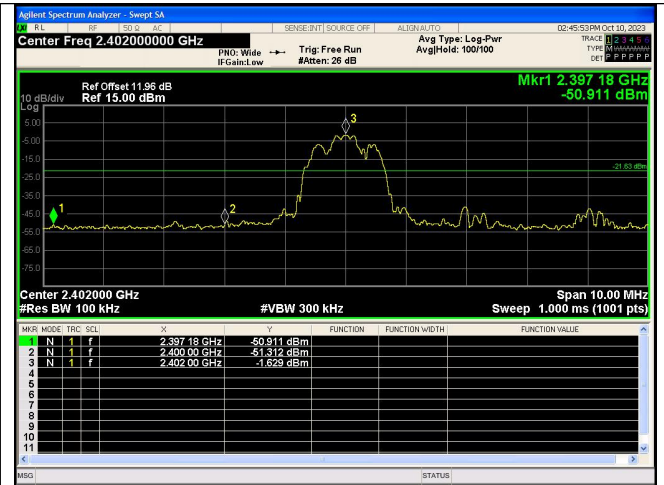 Agilent Spectrum Analyzer - Swept SA
RL RF 50 Ω AC SENSE:INT SOURCE OFF ALIGN AUTO 02:45:53 PM Oct 10, 2023
Center Freq 2.402000000 GHz
PNO: Wide
IFGain:Low
Trig: Free Run
#Atten: 26 dB
Avg Type: Log-Pwr
Avg|Hold: 100/100
TRACE 1 2 3 4 5 6
TYPE M
DET P P P P P P
Mkr1 2.397 18 GHz
-50.911 dBm
Ref Offset 11.96 dB
Ref 15.00 dBm
10 dB/div
Log
5.00
-5.00
-15.0
-25.0
-35.0
-45.0
-55.0
-65.0
-75.0
1
2
3
-21.63 dBm
Center 2.402000 GHz
Span 10.00 MHz
#Res BW 100 kHz
#VBW 300 kHz
Sweep 1.000 ms (1001 pts)
MKR MODE TRC SCL X Y FUNCTION FUNCTION WIDTH FUNCTION VALUE
1 N 1 f 2.397 18 GHz -50.911 dBm
2 N 1 f 2.400 00 GHz -51.312 dBm
3 N 1 f 2.402 00 GHz -1.629 dBm
4
5
6
7
8
9
10
11
MSG
STATUS